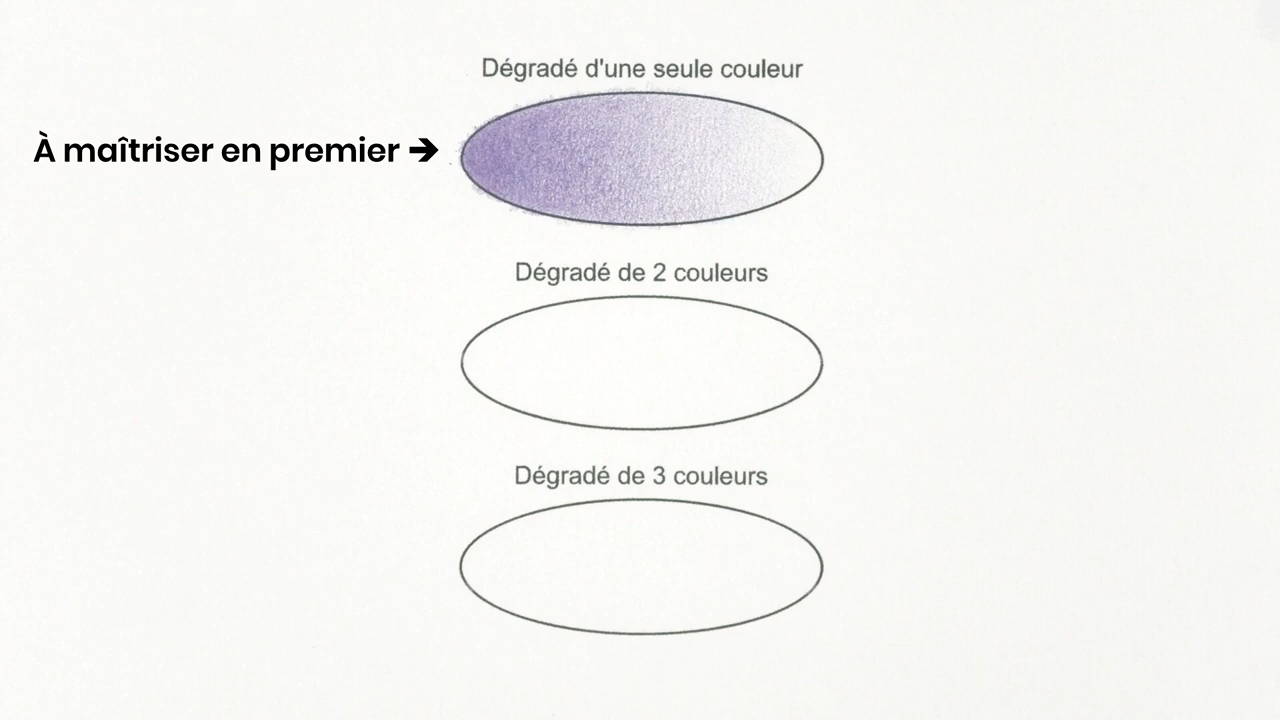 Dégradé d'une seule couleur
À maîtriser en premier ➔
Dégradé de 2 couleurs
Dégradé de 3 couleurs